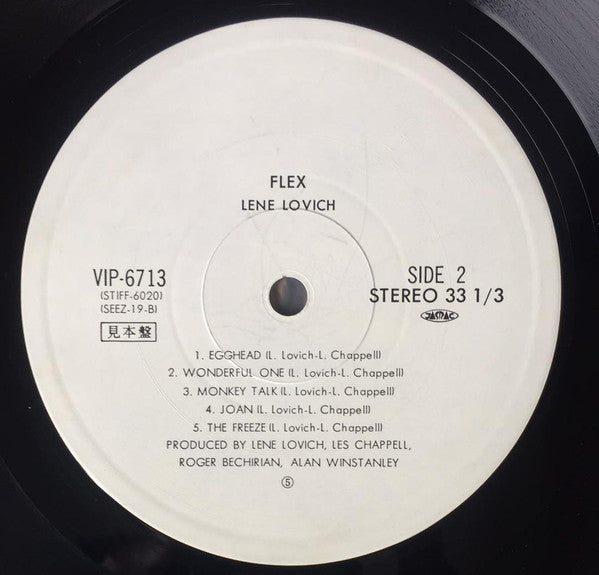 FLEX
LENE LOVICH
VIP-6713
(STIFF-6020)
(SEEZ-19-B)
見本盤
SIDE 2
STEREO 33 1/3
JASRAC
1. EGGHEAD (L. Lovich-L. Chappell)
2. WONDERFUL ONE (L. Lovich-L. Chappell)
3. MONKEY TALK (L. Lovich-L. Chappell)
4. JOAN (L. Lovich-L. Chappell)
5. THE FREEZE (L. Lovich-L. Chappell)
PRODUCED BY LENE LOVICH, LES CHAPPELL,
ROGER BECHIRIAN, ALAN WINSTANLEY
⑤